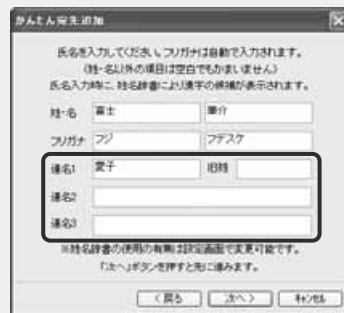 かんたん宛先追加
氏名を入力してください。フリガナは自動で入力されます。
(姓・名以外の項目は空白でもかまいません)
氏名入力時に、姓名辞書により漢字の候補が表示されます。
姓・名 富士 筆介
フリガナ フジ フデスケ
連名1 愛子 旧姓
連名2
連名3
※姓名辞書の使用の有無は設定画面で変更可能です。
「次へ」ボタンを押すと先に進みます。
<戻る 次へ> キャンセル